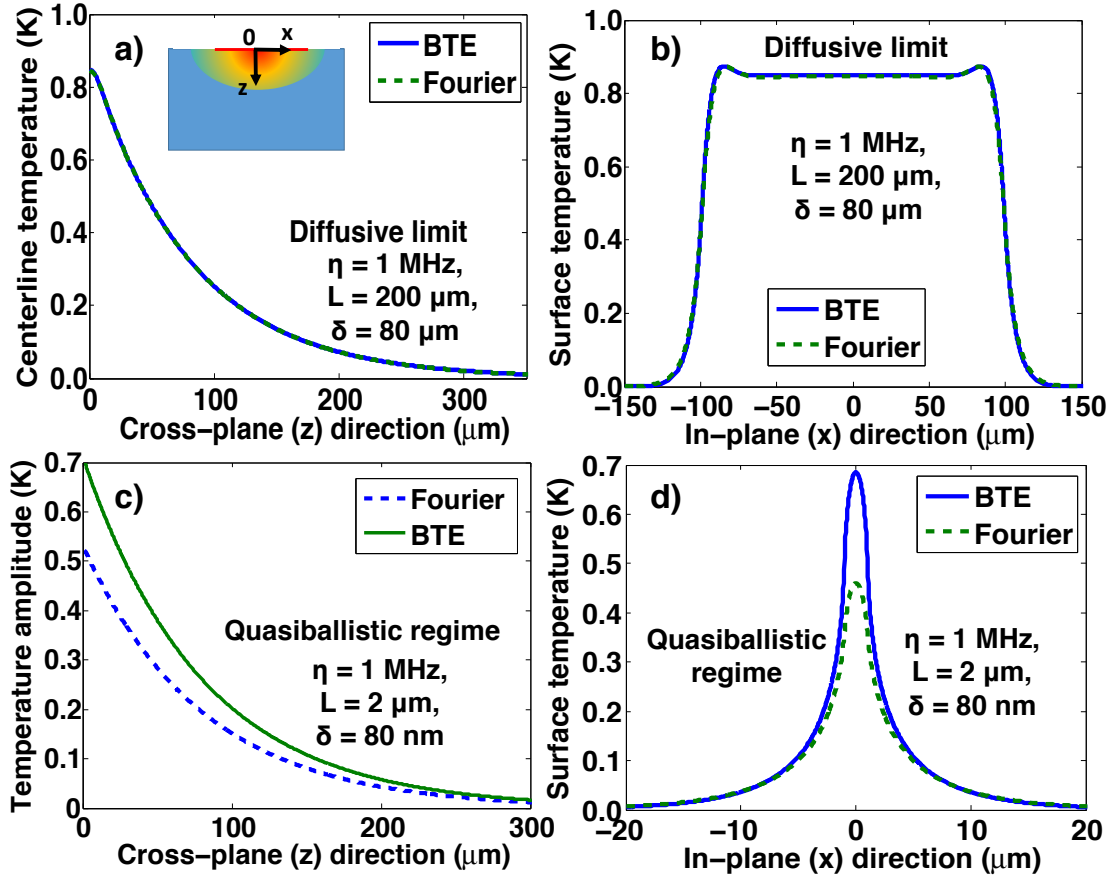 a)
0
x
z
BTE
Fourier
Diffusive limit
η = 1 MHz,
L = 200 μm,
δ = 80 μm
Centerline temperature (K)
1.0
0.8
0.6
0.4
0.2
0.0
0
100
200
300
Cross−plane (z) direction (μm)
b)
Diffusive limit
η = 1 MHz,
L = 200 μm,
δ = 80 μm
BTE
Fourier
Surface temperature (K)
1.0
0.8
0.6
0.4
0.2
0.0
−150
−100
−50
0
50
100
150
In−plane (x) direction (μm)
c)
Fourier
BTE
Quasiballistic regime
η = 1 MHz,
L = 2 μm,
δ = 80 nm
Temperature amplitude (K)
0.7
0.6
0.5
0.4
0.3
0.2
0.1
0
0
100
200
300
Cross−plane (z) direction (μm)
d)
BTE
Fourier
Quasiballistic
regime
η = 1 MHz,
L = 2 μm,
δ = 80 nm
Surface temperature (K)
0.7
0.6
0.5
0.4
0.3
0.2
0.1
0.0
−20
−10
0
10
20
In−plane (x) direction (μm)